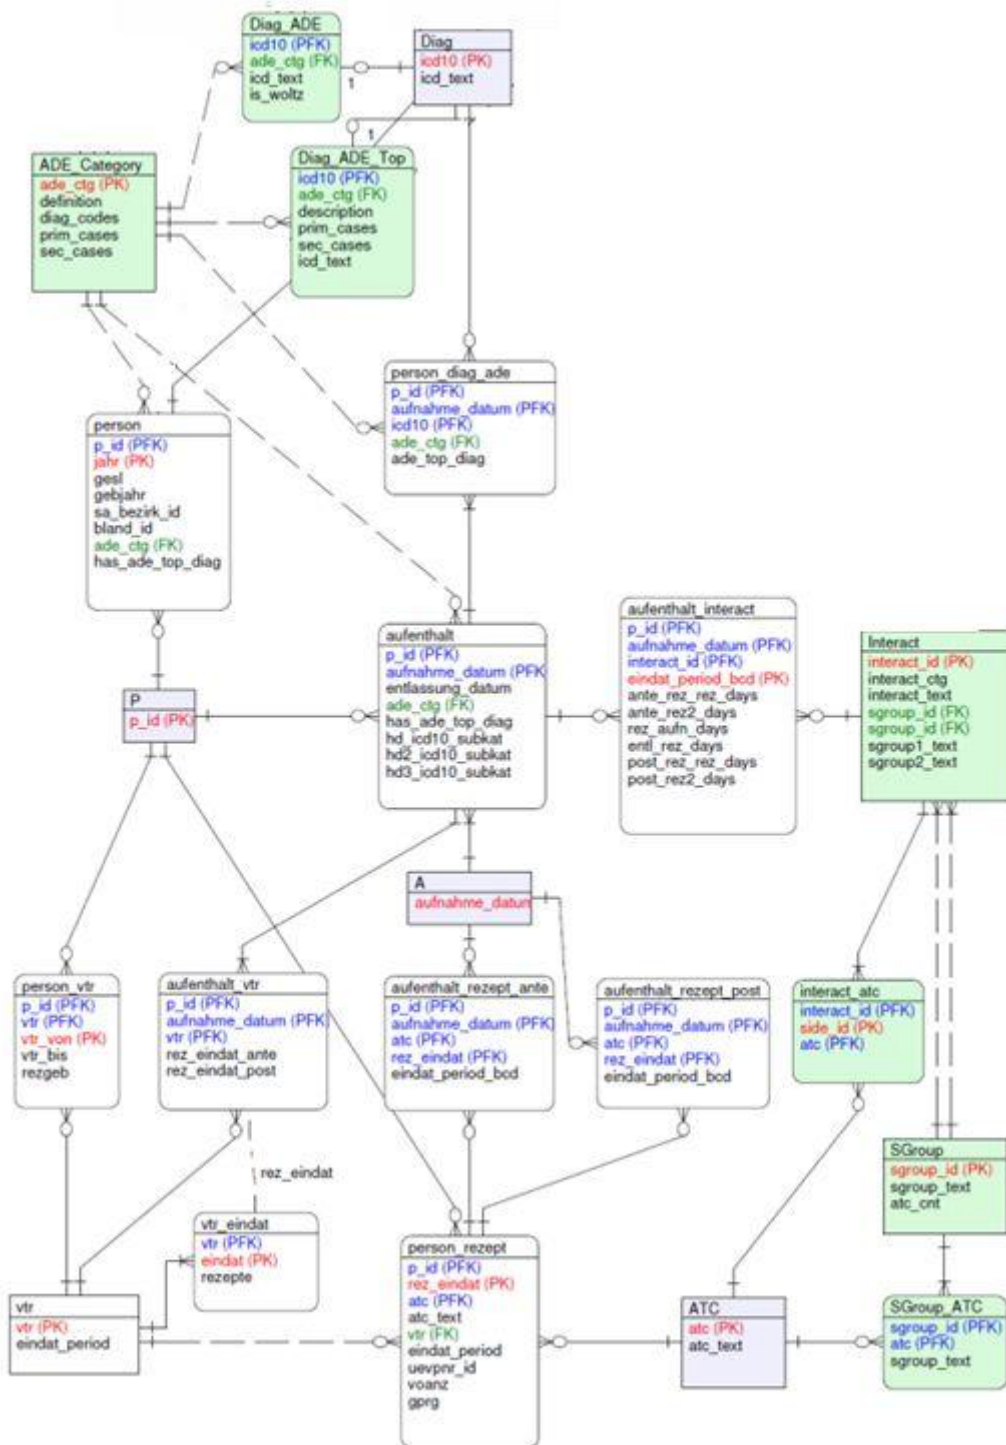 Diag_ADE
icd10 (PFK)
ade_ctg (FK)
icd_text
is_woltz
Diag
icd10 (PK)
icd_text
1
1
ADE_Category
ade_ctg (PK)
definition
diag_codes
prim_cases
sec_cases
Diag_ADE_Top
icd10 (PFK)
ade_ctg (FK)
description
prim_cases
sec_cases
icd_text
person_diag_ade
p_id (PFK)
aufnahme_datum (PFK)
icd10 (PFK)
ade_ctg (FK)
ade_top_diag
person
p_id (PFK)
jahr (PK)
gesl
gebjahr
sa_bezirk_id
bland_id
ade_ctg (FK)
has_ade_top_diag
aufenthalt
p_id (PFK)
aufnahme_datum (PFK
entlassung_datum
ade_ctg (FK)
has_ade_top_diag
hd_icd10_subkat
hd2_icd10_subkat
hd3_icd10_subkat
aufenthalt_interact
p_id (PFK)
aufnahme_datum (PFK)
interact_id (PFK)
eindat_period_bcd (PK)
ante_rez_rez_days
ante_rez2_days
rez_aufn_days
entl_rez_days
post_rez_rez_days
post_rez2_days
Interact
interact_id (PK)
interact_ctg
interact_text
sgroup_id (FK)
sgroup_id (FK)
sgroup1_text
sgroup2_text
P
p_id (PK)
A
aufnahme_datun
person_vtr
p_id (PFK)
vtr (PFK)
vtr_von (PK)
vtr_bis
rezgeb
aufenthalt_vtr
p_id (PFK)
aufnahme_datum (PFK)
vtr (PFK)
rez_eindat_ante
rez_eindat_post
aufenthalt_rezept_ante
p_id (PFK)
aufnahme_datum (PFK)
atc (PFK)
rez_eindat (PFK)
eindat_period_bcd
aufenthalt_rezept_post
p_id (PFK)
aufnahme_datum (PFK)
atc (PFK)
rez_eindat (PFK)
eindat_period_bcd
interact_atc
interact_id (PFK)
side_id (PK)
atc (PFK)
SGroup
sgroup_id (PK)
sgroup_text
atc_cnt
rez_eindat
vtr_eindat
vtr (PFK)
eindat (PK)
rezepte
vtr
vtr (PK)
eindat_period
person_rezept
p_id (PFK)
rez_eindat (PK)
atc (PFK)
atc_text
vtr (FK)
eindat_period
uevpnr_id
voanz
gprg
ATC
atc (PK)
atc_text
SGroup_ATC
sgroup_id (PFK)
atc (PFK)
sgroup_text